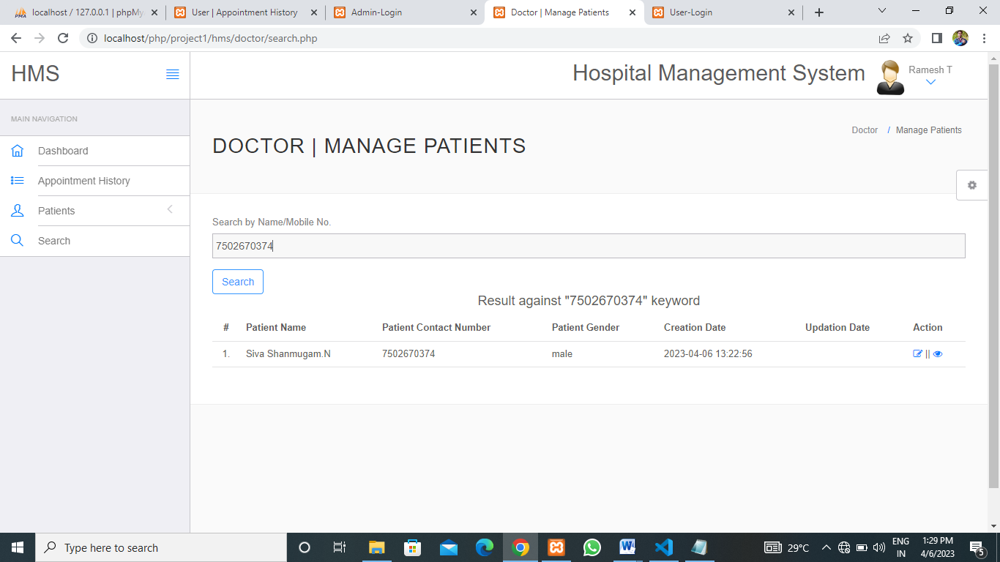 localhost / 127.0.0.1 | phpMy
User | Appointment History
Admin-Login
Doctor | Manage Patients
User-Login
localhost/php/project1/hms/doctor/search.php
HMS
Hospital Management System
Ramesh T
MAIN NAVIGATION
Dashboard
Appointment History
Patients
Search
DOCTOR | MANAGE PATIENTS
Doctor / Manage Patients
Search by Name/Mobile No.
7502670374
Search
Result against "7502670374" keyword
# Patient Name Patient Contact Number Patient Gender Creation Date Updation Date Action
1. Siva Shanmugam.N 7502670374 male 2023-04-06 13:22:56 ||
Type here to search
29°C
ENG
IN
1:29 PM
4/6/2023
5